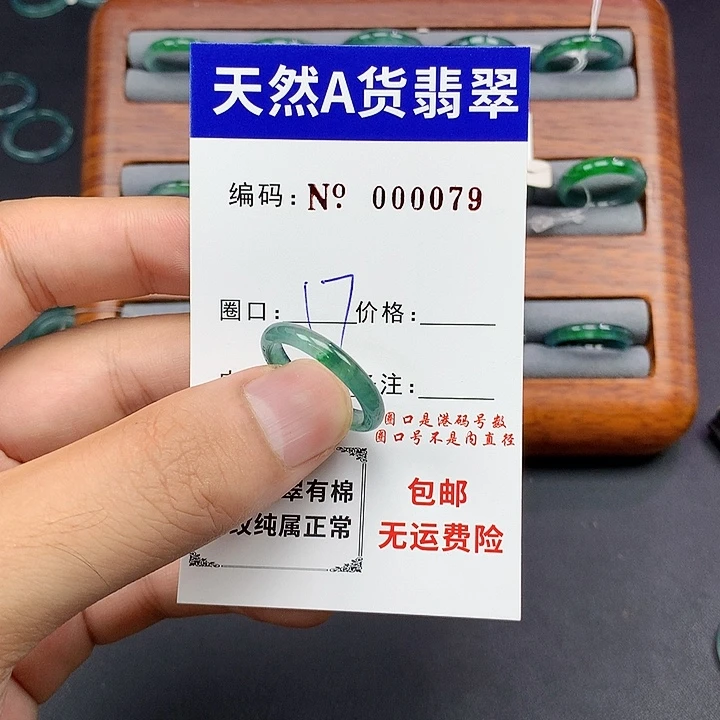 天然A货翡翠
编码：Nº 000079
圈口：17 价格：
注：
圈口是港码号数
圈口号不是内直径
翠有棉
纹纯属正常
包邮
无运费险